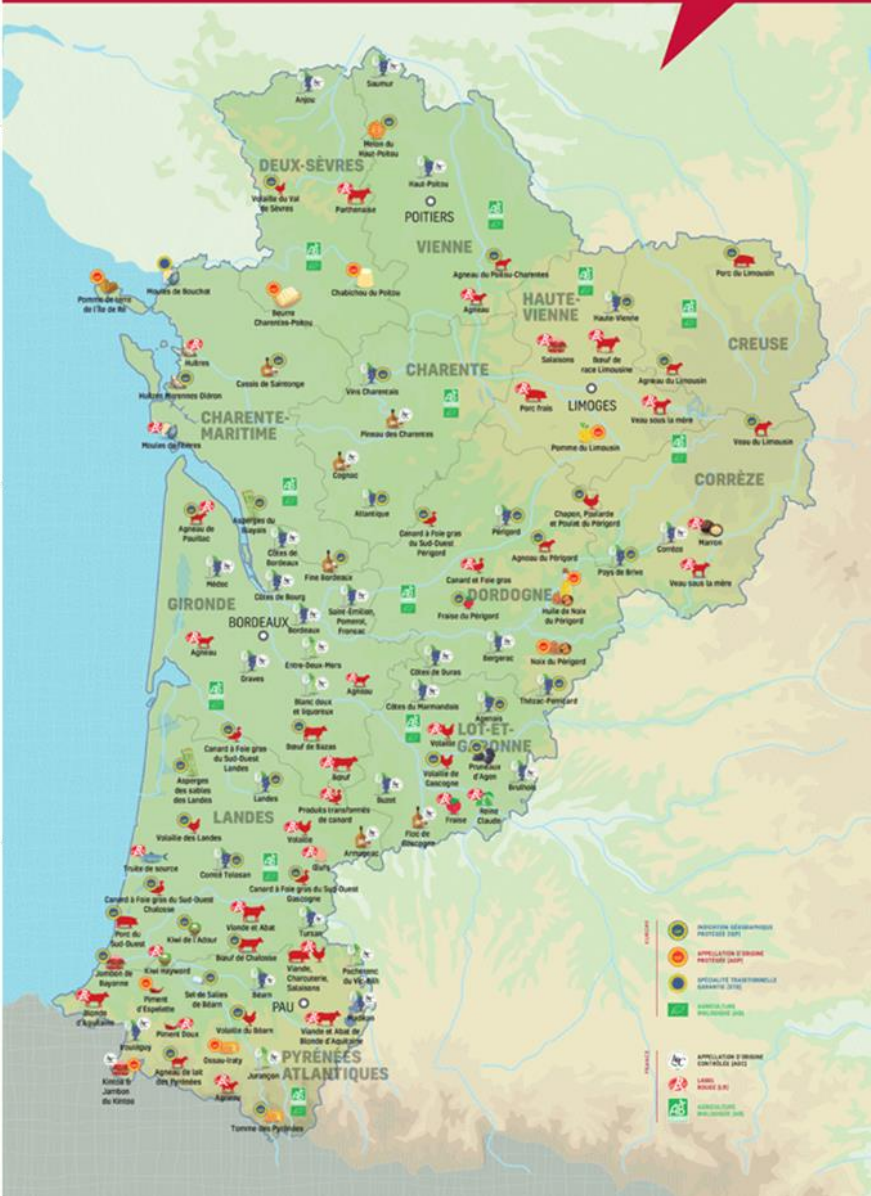 Saumur
Anjou
Melon du
Haut-Poitou
DEUX-SÈVRES
Haut-Poitou
Volaille du Val
de Sèvres
Parthenaise
POITIERS
VIENNE
Agneau du Poitou-Charentes
Porc du Limousin
Moules de Bouchot
Pomme de terre
de l'Île de Ré
Chabichou du Poitou
Beurre
Charentes-Poitou
Agneau
HAUTE-
VIENNE
Haute-Vienne
CREUSE
Huîtres
Salaisons
Bœuf de
race Limousine
CHARENTE
Cassis de Saintonge
Vins Charentais
Agneau du Limousin
Huîtres Marennes Oléron
Porc frais
LIMOGES
Veau sous la mère
CHARENTE-
MARITIME
Pineau des Charentes
Moules de filières
Pomme du Limousin
Veau du Limousin
Cognac
CORRÈZE
Atlantique
Chapon, Poularde
et Poulet du Périgord
Agneau de
Pauillac
Asperges du
Blayais
Canard à Foie gras
du Sud-Ouest
Périgord
Périgord
Corrèze
Marron
Côtes de
Bordeaux
Agneau du Périgord
Pays de Brive
Médoc
Fine Bordeaux
Canard et Foie gras
Veau sous la mère
Côtes de Bourg
DORDOGNE
GIRONDE
Saint-Émilion,
Pomerol,
Fronsac
Fraise du Périgord
Huile de Noix
du Périgord
BORDEAUX
Bordeaux
Agneau
Entre-Deux-Mers
Bergerac
Noix du Périgord
Graves
Côtes de Duras
Blanc doux
et liquoreux
Agneau
Côtes du Marmandais
Thézac-Perricard
Agenais
LOT-ET-
GARONNE
Canard à Foie gras
du Sud-Ouest
Landes
Bœuf de Bazas
Volaille
Pruneaux
d'Agen
Asperges
des sables
des Landes
Bœuf
Volaille de
Gascogne
Brulhois
Landes
Buzet
Produits transformés
de canard
Fraise
Reine
Claude
LANDES
Volaille des Landes
Volaille
Armagnac
Floc de
Gascogne
Truite de source
Comté Tolosan
Œufs
Canard à Foie gras du Sud-Ouest
Gascogne
Canard à Foie gras du Sud-Ouest
Chalosse
Viande et Abat
Tursan
Porc du
Sud-Ouest
Kiwi de l'Adour
Bœuf de Chalosse
Jambon de
Bayonne
Kiwi Hayward
Viande,
Charcuterie,
Salaisons
Pacherenc
du Vic-Bilh
Blonde
d'Aquitaine
Piment
d'Espelette
Sel de Salies
de Béarn
Béarn
PAU
Madiran
Irouléguy
Piment Doux
Volaille du Béarn
Viande et Abat de
Blonde d'Aquitaine
Ossau-Iraty
PYRÉNÉES
ATLANTIQUES
Kintoa &
Jambon
du Kintoa
Agneau de lait
des Pyrénées
Jurançon
Agneau
Tomme des Pyrénées
EUROPE
INDICATION GÉOGRAPHIQUE
PROTÉGÉE (IGP)
APPELLATION D'ORIGINE
PROTÉGÉE (AOP)
SPÉCIALITÉ TRADITIONNELLE
GARANTIE (STG)
AGRICULTURE
BIOLOGIQUE (AB)
FRANCE
APPELLATION D'ORIGINE
CONTRÔLÉE (AOC)
LABEL
ROUGE (LR)
AB
AGRICULTURE
BIOLOGIQUE (AB)